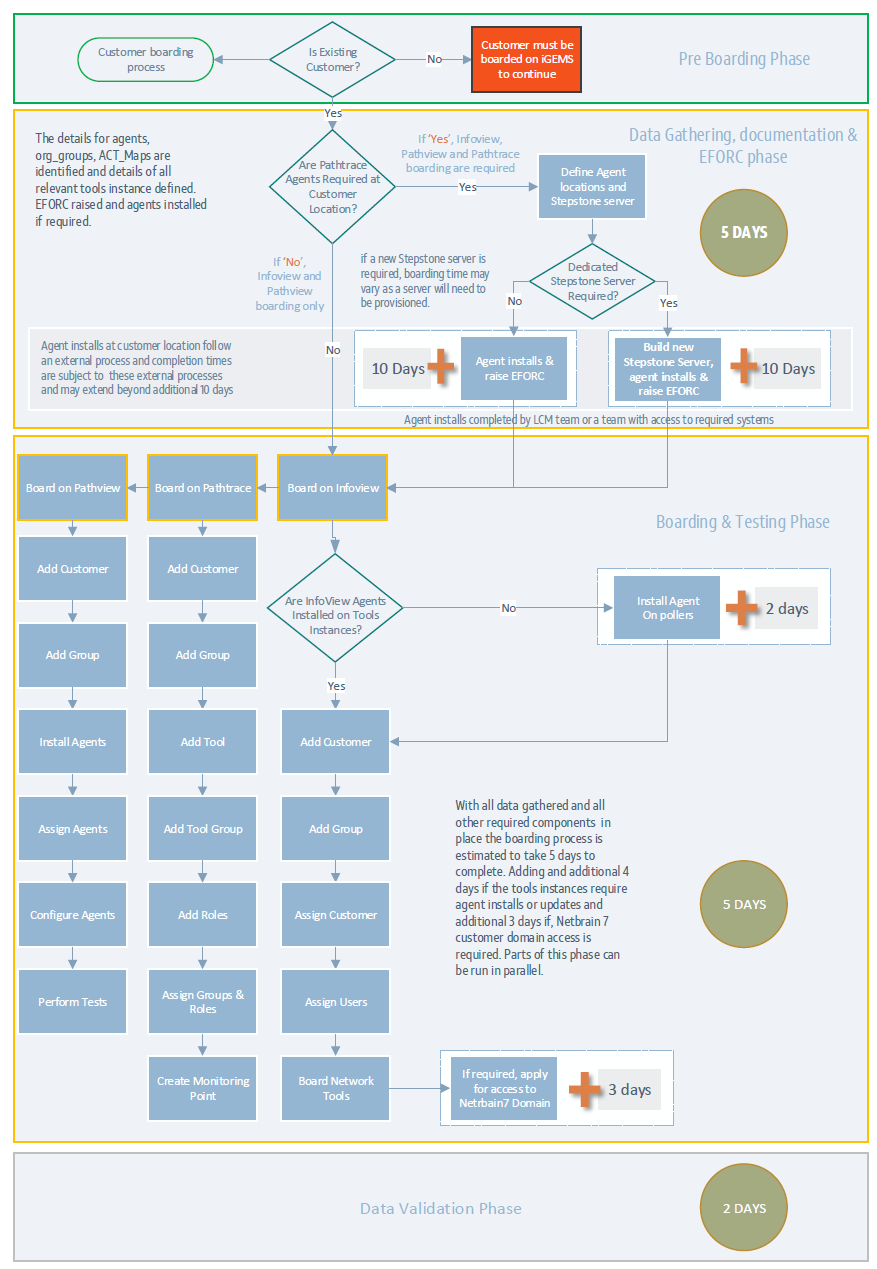 Customer boarding
process
Is Existing
Customer?
No
Customer must be
boarded on iGEMS
to continue
Pre Boarding Phase
Yes
The details for agents,
org_groups, ACT_Maps are
identified and details of all
relevant tools instance defined.
EFORC raised and agents installed
if required.
Are Pathtrace
Agents Required at
Customer
Location?
If ‘Yes’, Infoview,
Pathview and Pathtrace
boarding are required
Yes
Define Agent
locations and
Stepstone server
Data Gathering, documentation &
EFORC phase
5 DAYS
If ‘No’,
Infoview and
Pathview
boarding only
if a new Stepstone server is
required, boarding time may
vary as a server will need to
be provisioned.
Dedicated
Stepstone Server
Required?
No
Yes
No
Agent installs at customer location follow
an external process and completion times
are subject to these external processes
and may extend beyond additional 10 days
10 Days
Agent installs &
raise EFORC
Build new
Stepstone Server,
agent installs &
raise EFORC
10 Days
Agent installs completed by LCM team or a team with access to required systems
Board on Pathview
Board on Pathtrace
Board on Infoview
Boarding & Testing Phase
Add Customer
Add Customer
Are InfoView Agents
Installed on Tools
Instances?
No
Install Agent
On pollers
2 days
Add Group
Add Group
Yes
Install Agents
Add Tool
Add Customer
Assign Agents
Add Tool Group
Add Group
With all data gathered and all
other required components in
place the boarding process is
estimated to take 5 days to
complete. Adding and additional 4
days if the tools instances require
agent installs or updates and
additional 3 days if, Netbrain 7
customer domain access is
required. Parts of this phase can
be run in parallel.
5 DAYS
Configure Agents
Add Roles
Assign Customer
Perform Tests
Assign Groups &
Roles
Assign Users
Create Monitoring
Point
Board Network
Tools
If required, apply
for access to
Netrbain7 Domain
3 days
Data Validation Phase
2 DAYS